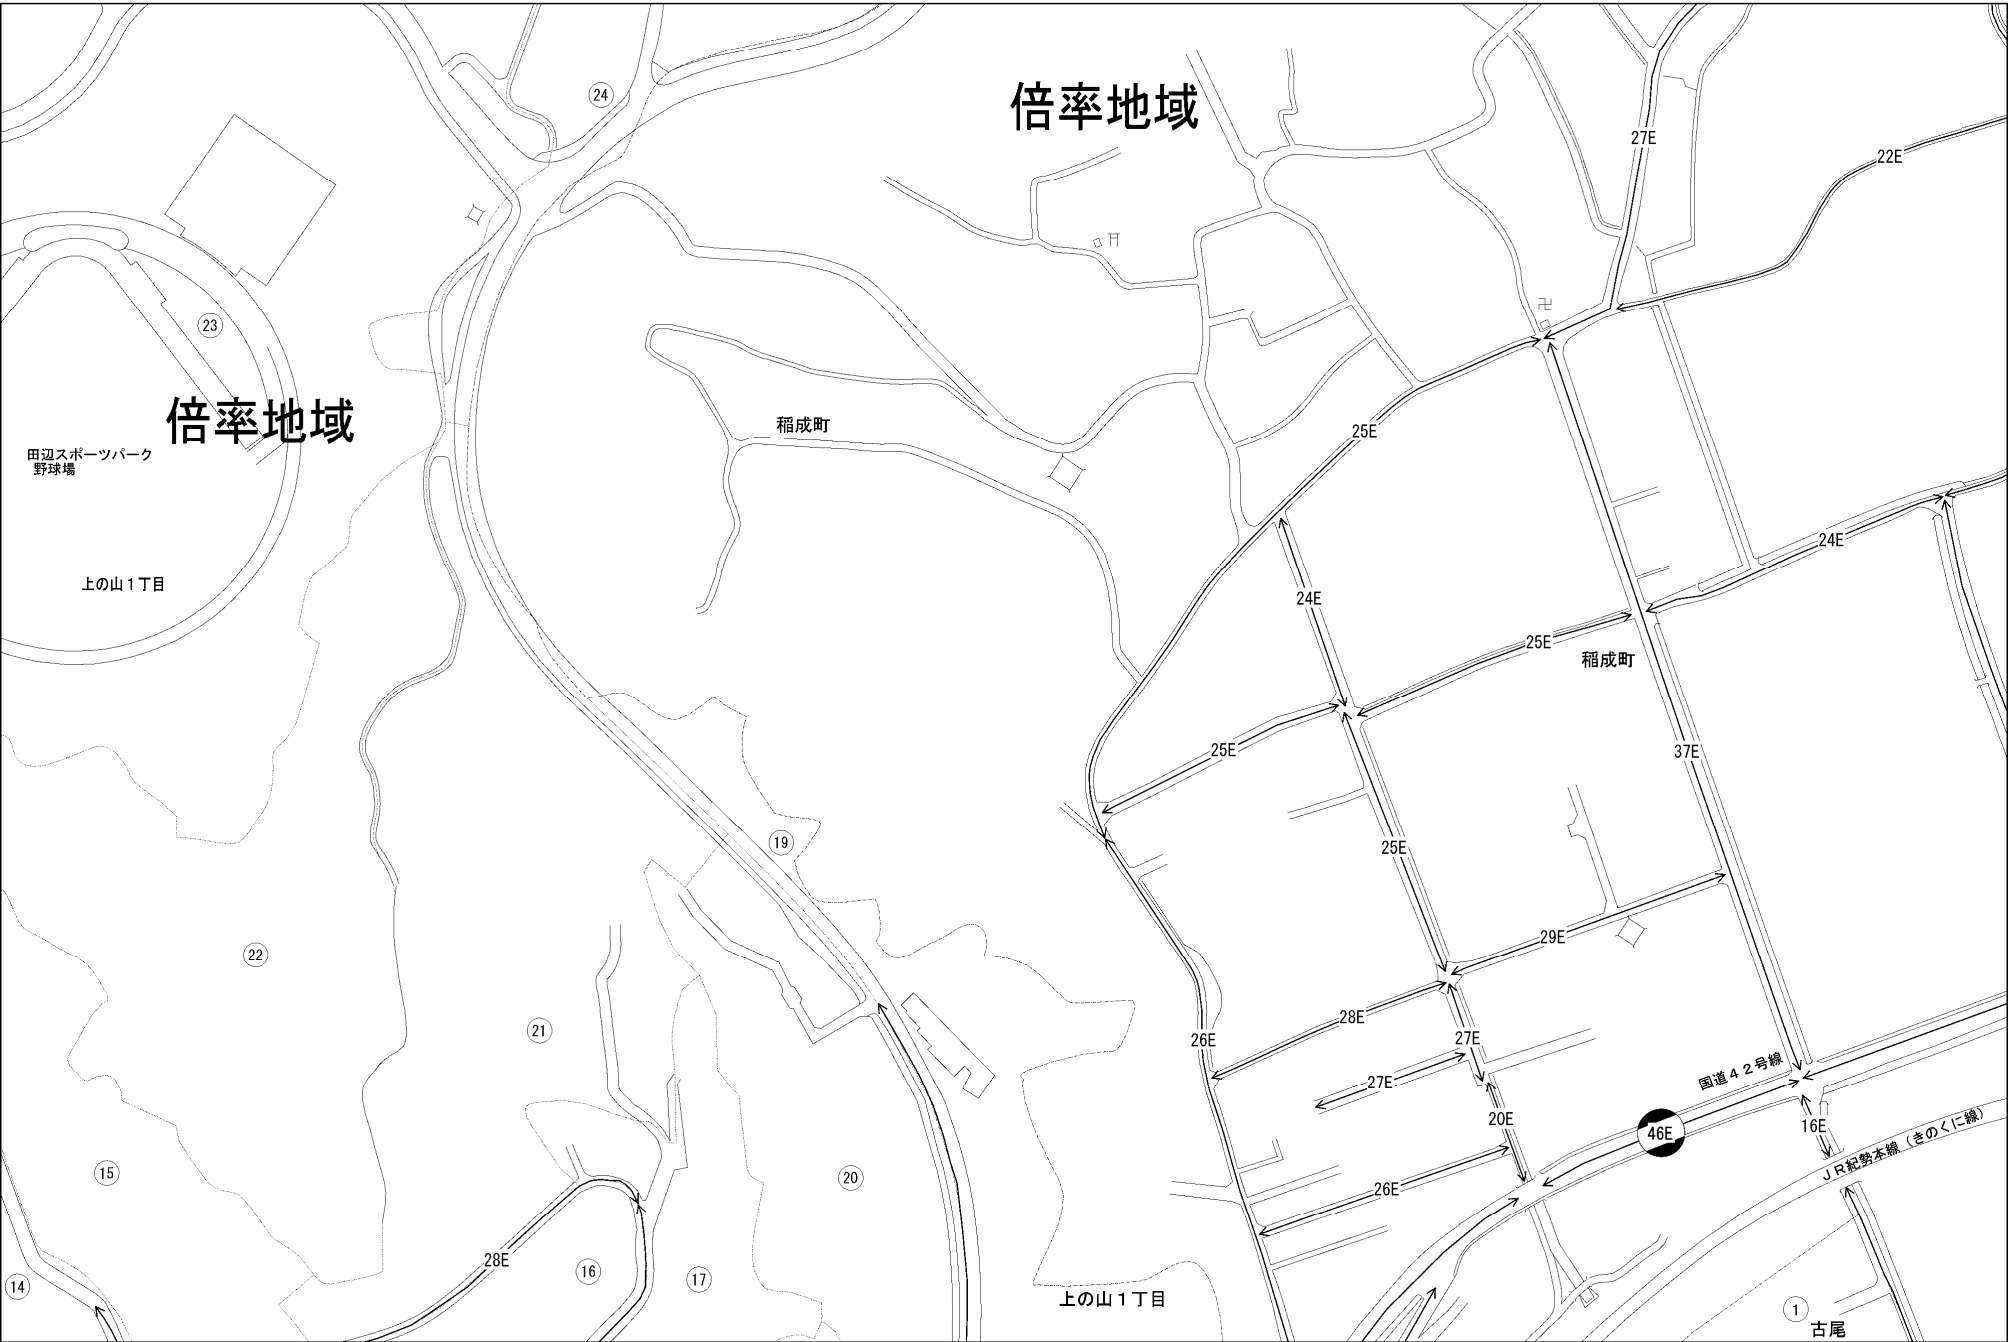 24
倍率地域
27E
22E
23
倍率地域
稲成町
25E
田辺スポーツパーク
野球場
24E
上の山1丁目
24E
25E
稲成町
25E
37E
19
25E
29E
22
28E
21
26E
27E
国道42号線
27E
20E
46E
16E
JR紀勢本線（きのくに線）
15
20
26E
28E
16
17
14
上の山1丁目
1
古尾